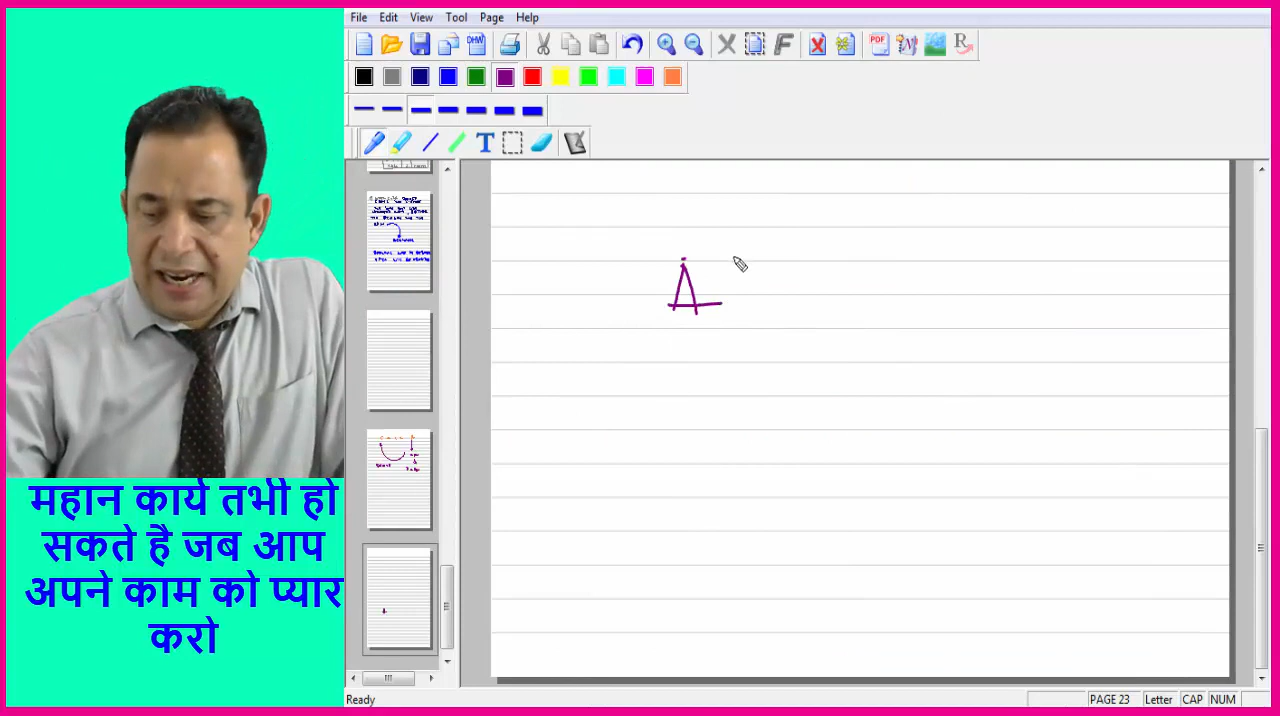 File Edit View Tool Page Help
PDF
A
महान कार्य तभी हो
सकते है जब आप
अपने काम को प्यार
करो
Ready PAGE 23 Letter CAP NUM